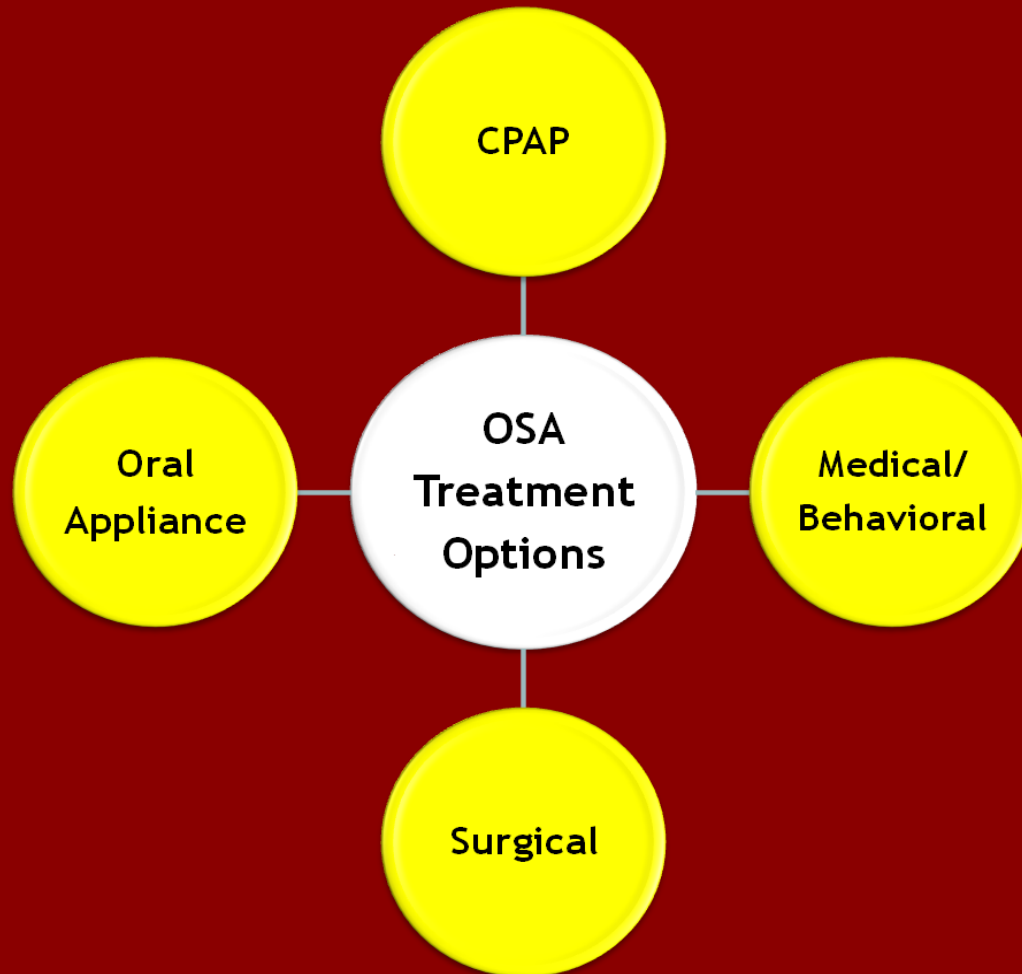 CPAP
Oral
Appliance
OSA
Treatment
Options
Medical/
Behavioral
Surgical